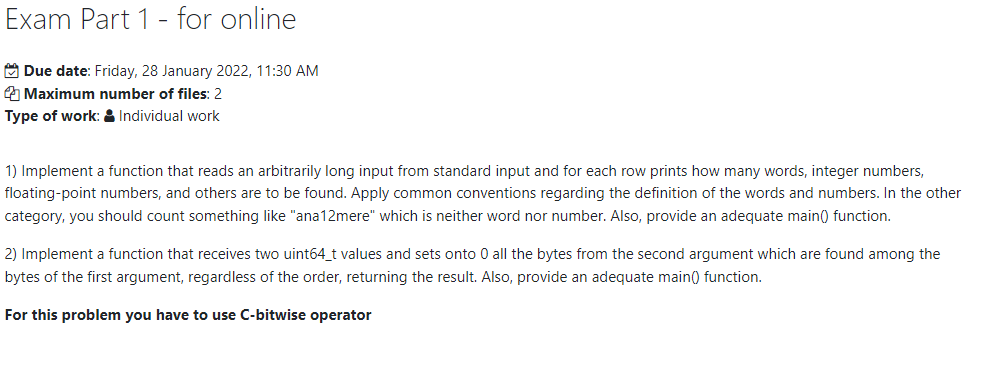 Exam Part 1 - for online
Due date: Friday, 28 January 2022, 11:30 AM
Maximum number of files: 2
Type of work: Individual work
1) Implement a function that reads an arbitrarily long input from standard input and for each row prints how many words, integer numbers,
floating-point numbers, and others are to be found. Apply common conventions regarding the definition of the words and numbers. In the other
category, you should count something like "ana12mere" which is neither word nor number. Also, provide an adequate main() function.
2) Implement a function that receives two uint64_t values and sets onto 0 all the bytes from the second argument which are found among the
bytes of the first argument, regardless of the order, returning the result. Also, provide an adequate main() function.
For this problem you have to use C-bitwise operator